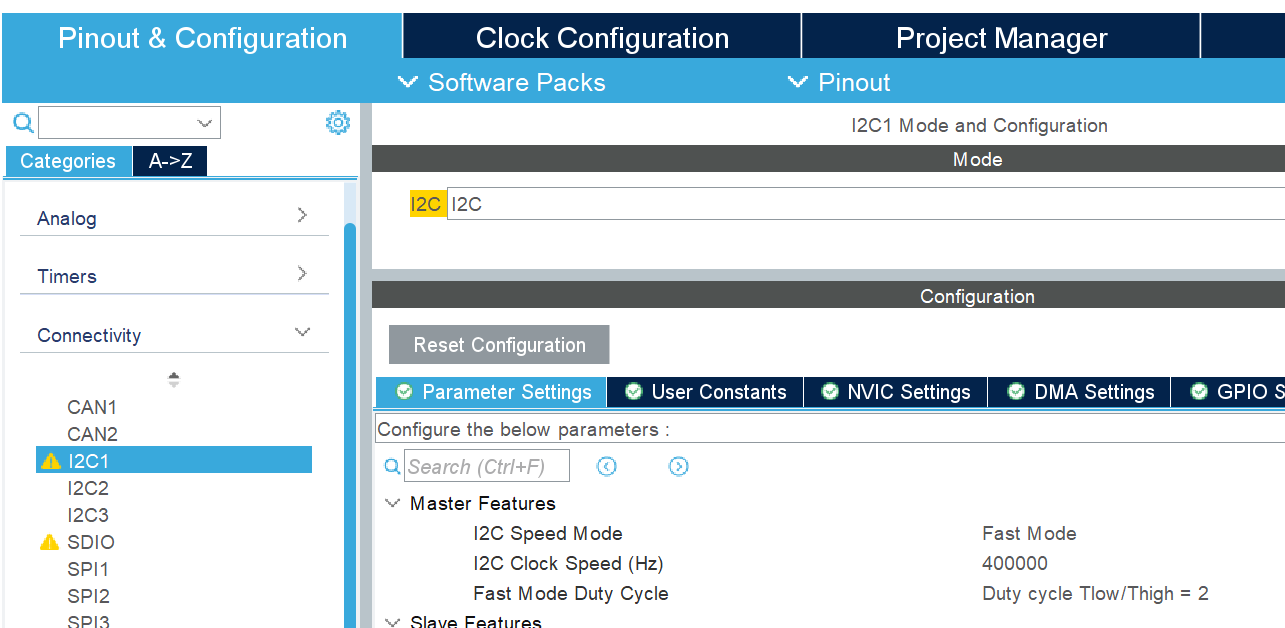 Pinout & Configuration Clock Configuration Project Manager
Software Packs Pinout
Categories A->Z
Analog
Timers
Connectivity
CAN1
CAN2
I2C1
I2C2
I2C3
SDIO
SPI1
SPI2
SPI3
I2C1 Mode and Configuration
Mode
I2C I2C
Configuration
Reset Configuration
Parameter Settings User Constants NVIC Settings DMA Settings GPIO S
Configure the below parameters :
Search (Ctrl+F)
Master Features
I2C Speed Mode Fast Mode
I2C Clock Speed (Hz) 400000
Fast Mode Duty Cycle Duty cycle Tlow/Thigh = 2
Slave Features